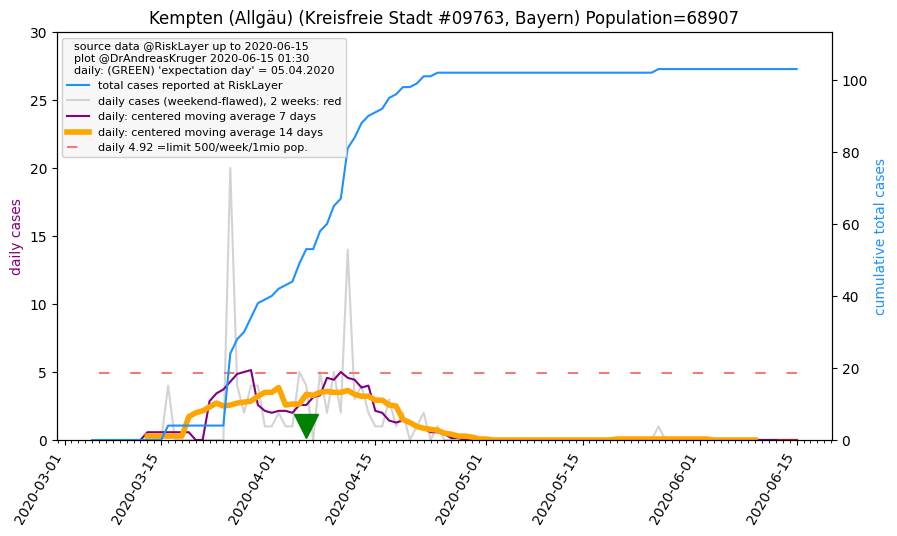 Kempten (Allgäu) (Kreisfreie Stadt #09763, Bayern) Population=68907
source data @RiskLayer up to 2020-06-15
plot @DrAndreasKruger 2020-06-15 01:30
daily: (GREEN) 'expectation day' = 05.04.2020
total cases reported at RiskLayer
daily cases (weekend-flawed), 2 weeks: red
daily: centered moving average 7 days
daily: centered moving average 14 days
daily 4.92 =limit 500/week/1mio pop.
daily cases
30
25
20
15
10
5
0
cumulative total cases
100
80
60
40
20
0
2020-03-01
2020-03-15
2020-04-01
2020-04-15
2020-05-01
2020-05-15
2020-06-01
2020-06-15